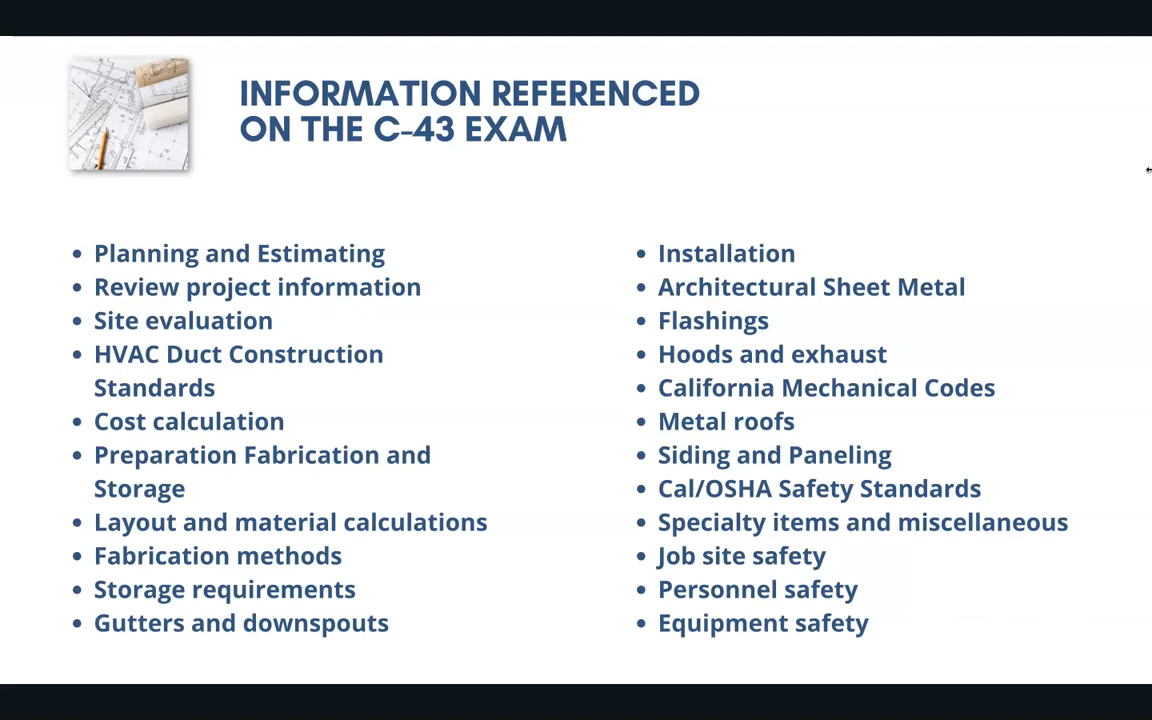 INFORMATION REFERENCED
ON THE C-43 EXAM
• Planning and Estimating
• Review project information
• Site evaluation
• HVAC Duct Construction
Standards
• Cost calculation
• Preparation Fabrication and
Storage
• Layout and material calculations
• Fabrication methods
• Storage requirements
• Gutters and downspouts
• Installation
• Architectural Sheet Metal
• Flashings
• Hoods and exhaust
• California Mechanical Codes
• Metal roofs
• Siding and Paneling
• Cal/OSHA Safety Standards
• Specialty items and miscellaneous
• Job site safety
• Personnel safety
• Equipment safety